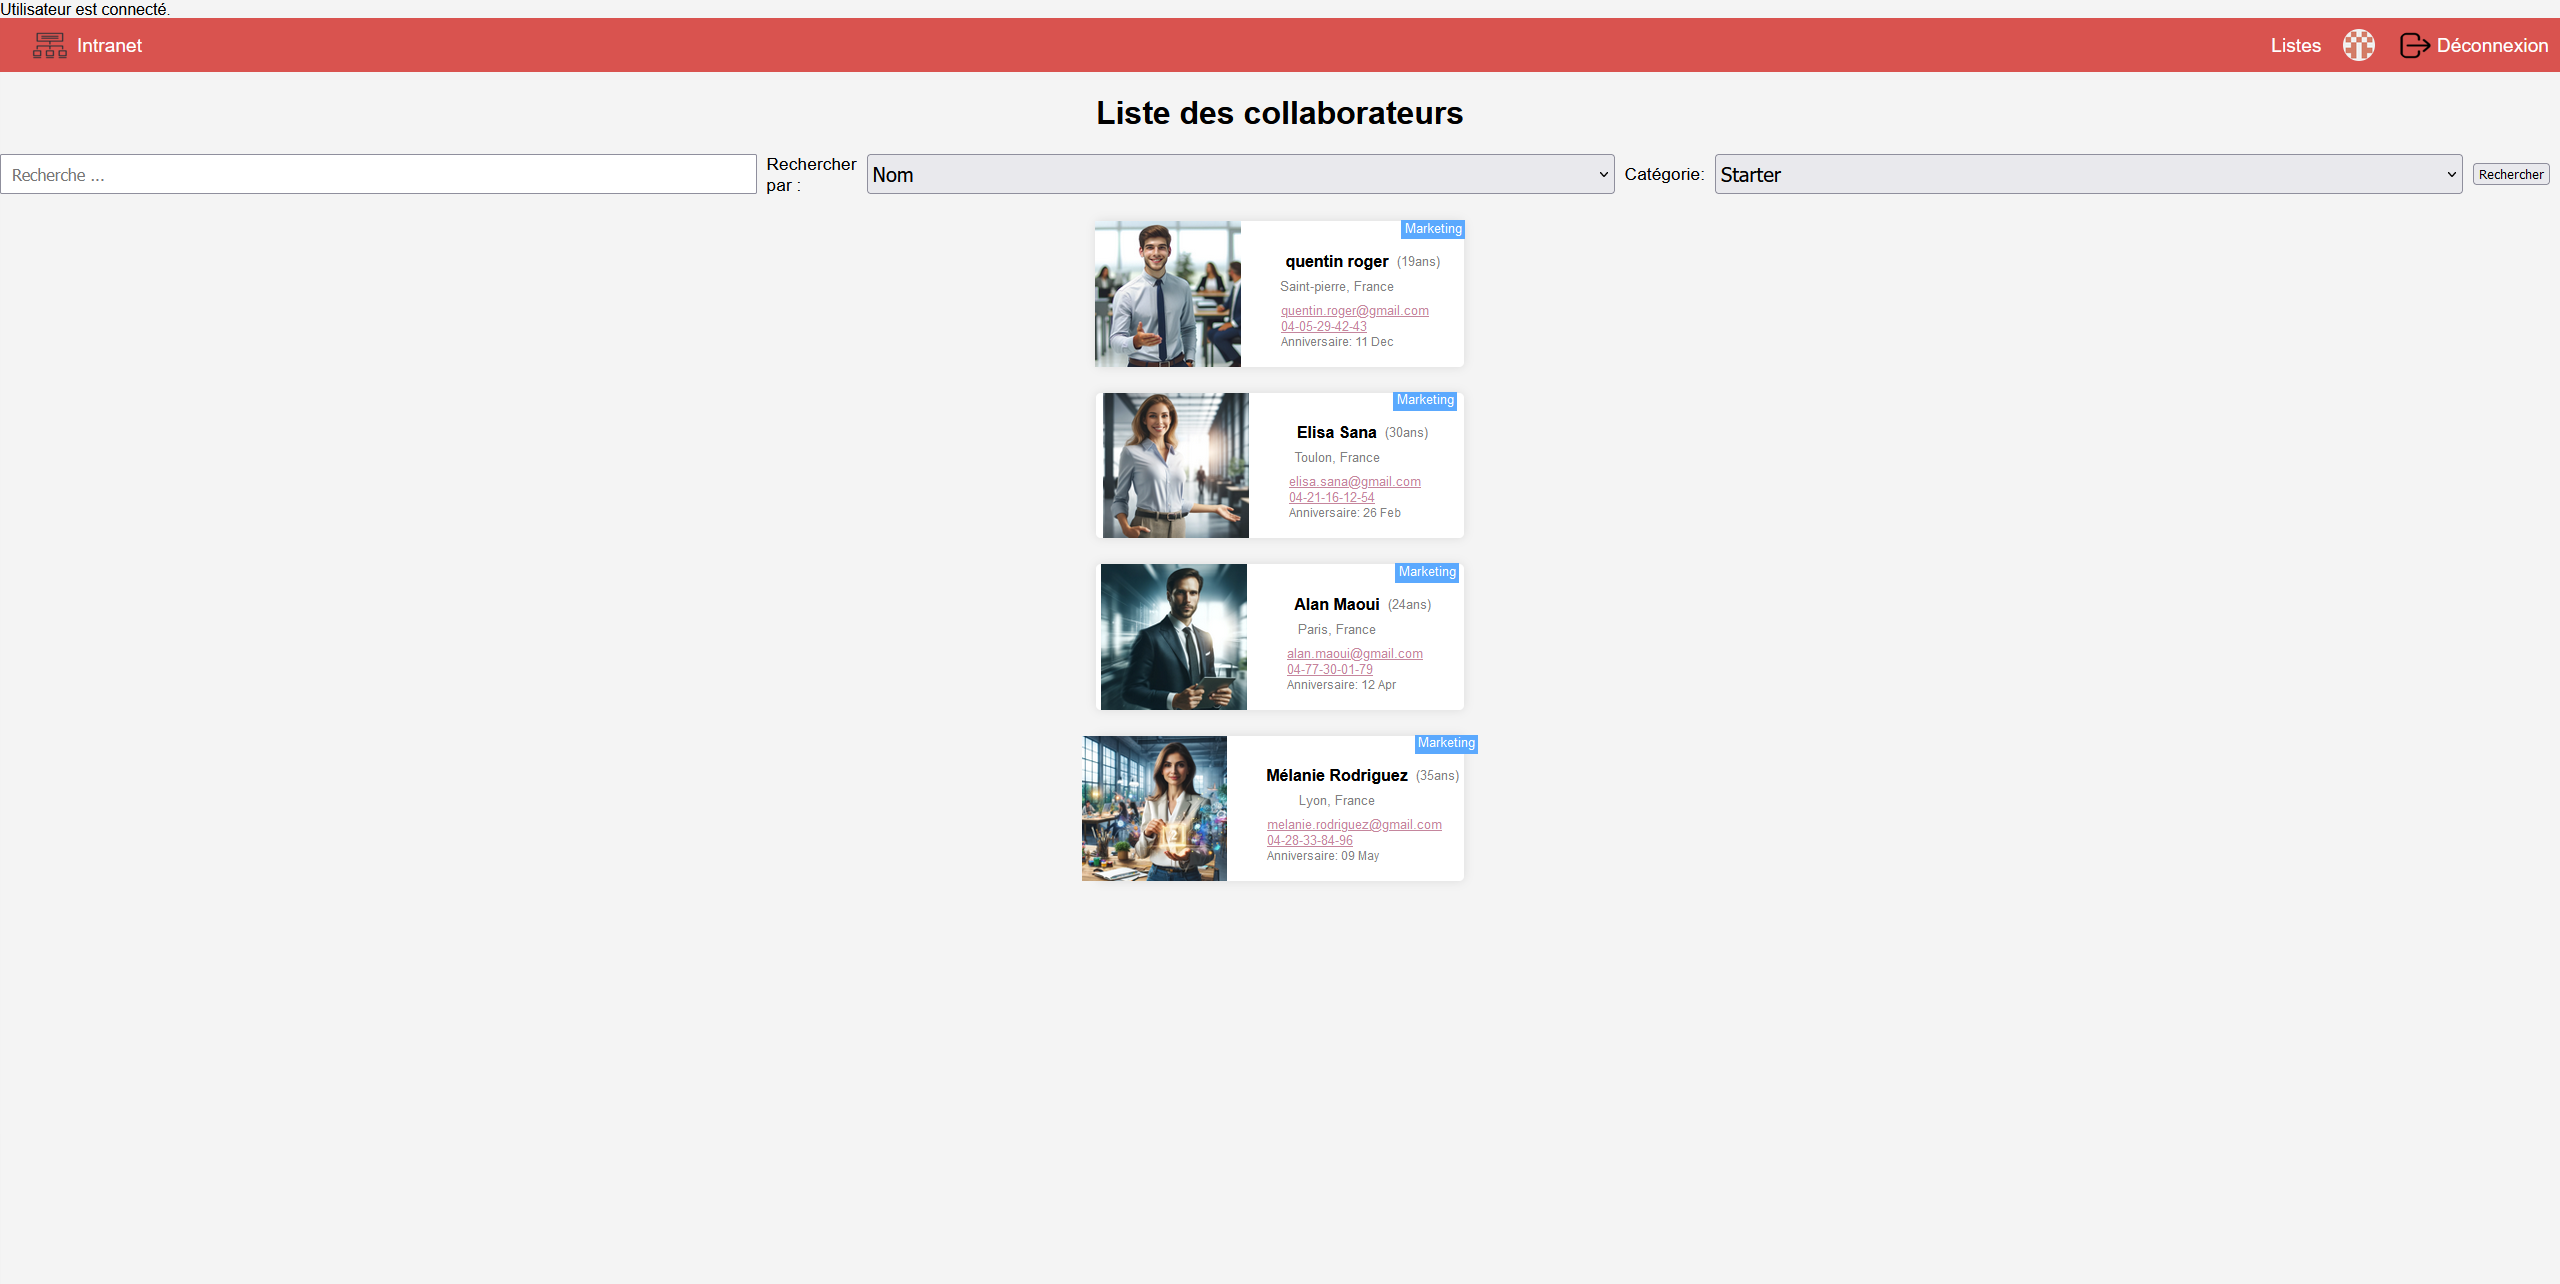 Utilisateur est connecté.
Intranet
Listes
Déconnexion
Liste des collaborateurs
Recherche ...
Rechercher
par :
Nom
Catégorie:
Starter
Rechercher
Marketing
quentin roger (19ans)
Saint-pierre, France
quentin.roger@gmail.com
04-05-29-42-43
Anniversaire: 11 Dec
Marketing
Elisa Sana (30ans)
Toulon, France
elisa.sana@gmail.com
04-21-16-12-54
Anniversaire: 26 Feb
Marketing
Alan Maoui (24ans)
Paris, France
alan.maoui@gmail.com
04-77-30-01-79
Anniversaire: 12 Apr
Marketing
Mélanie Rodriguez (35ans)
Lyon, France
melanie.rodriguez@gmail.com
04-28-33-84-96
Anniversaire: 09 May